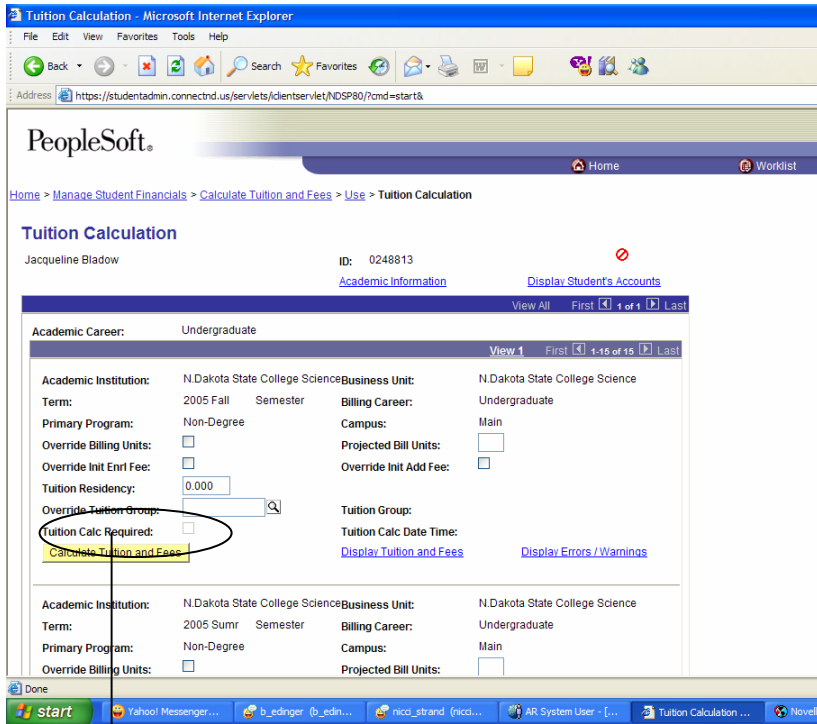 Tuition Calculation - Microsoft Internet Explorer
File Edit View Favorites Tools Help
Back Search Favorites
Address https://studentadmin.connectnd.us/servlets/iclientservlet/NDSP80/?cmd=start&
PeopleSoft®
Home Worklist
Home > Manage Student Financials > Calculate Tuition and Fees > Use > Tuition Calculation
Tuition Calculation
Jacqueline Bladow ID: 0248813
Academic Information Display Student's Accounts
View All First 1 of 1 Last
Academic Career: Undergraduate
View 1 First 1-15 of 15 Last
Academic Institution: N.Dakota State College Science Business Unit: N.Dakota State College Science
Term: 2005 Fall Semester Billing Career: Undergraduate
Primary Program: Non-Degree Campus: Main
Override Billing Units: Projected Bill Units:
Override Init Enrl Fee: Override Init Add Fee:
Tuition Residency: 0.000
Override Tuition Group: Tuition Group:
Tuition Calc Required: Tuition Calc Date Time:
Calculate Tuition and Fees Display Tuition and Fees Display Errors / Warnings
Academic Institution: N.Dakota State College Science Business Unit: N.Dakota State College Science
Term: 2005 Sumr Semester Billing Career: Undergraduate
Primary Program: Non-Degree Campus: Main
Override Billing Units: Projected Bill Units:
Done
start Yahoo! Messenger... b_edinger (b_edin... nicci_strand (nicci... AR System User - [... Tuition Calculation ... Novell